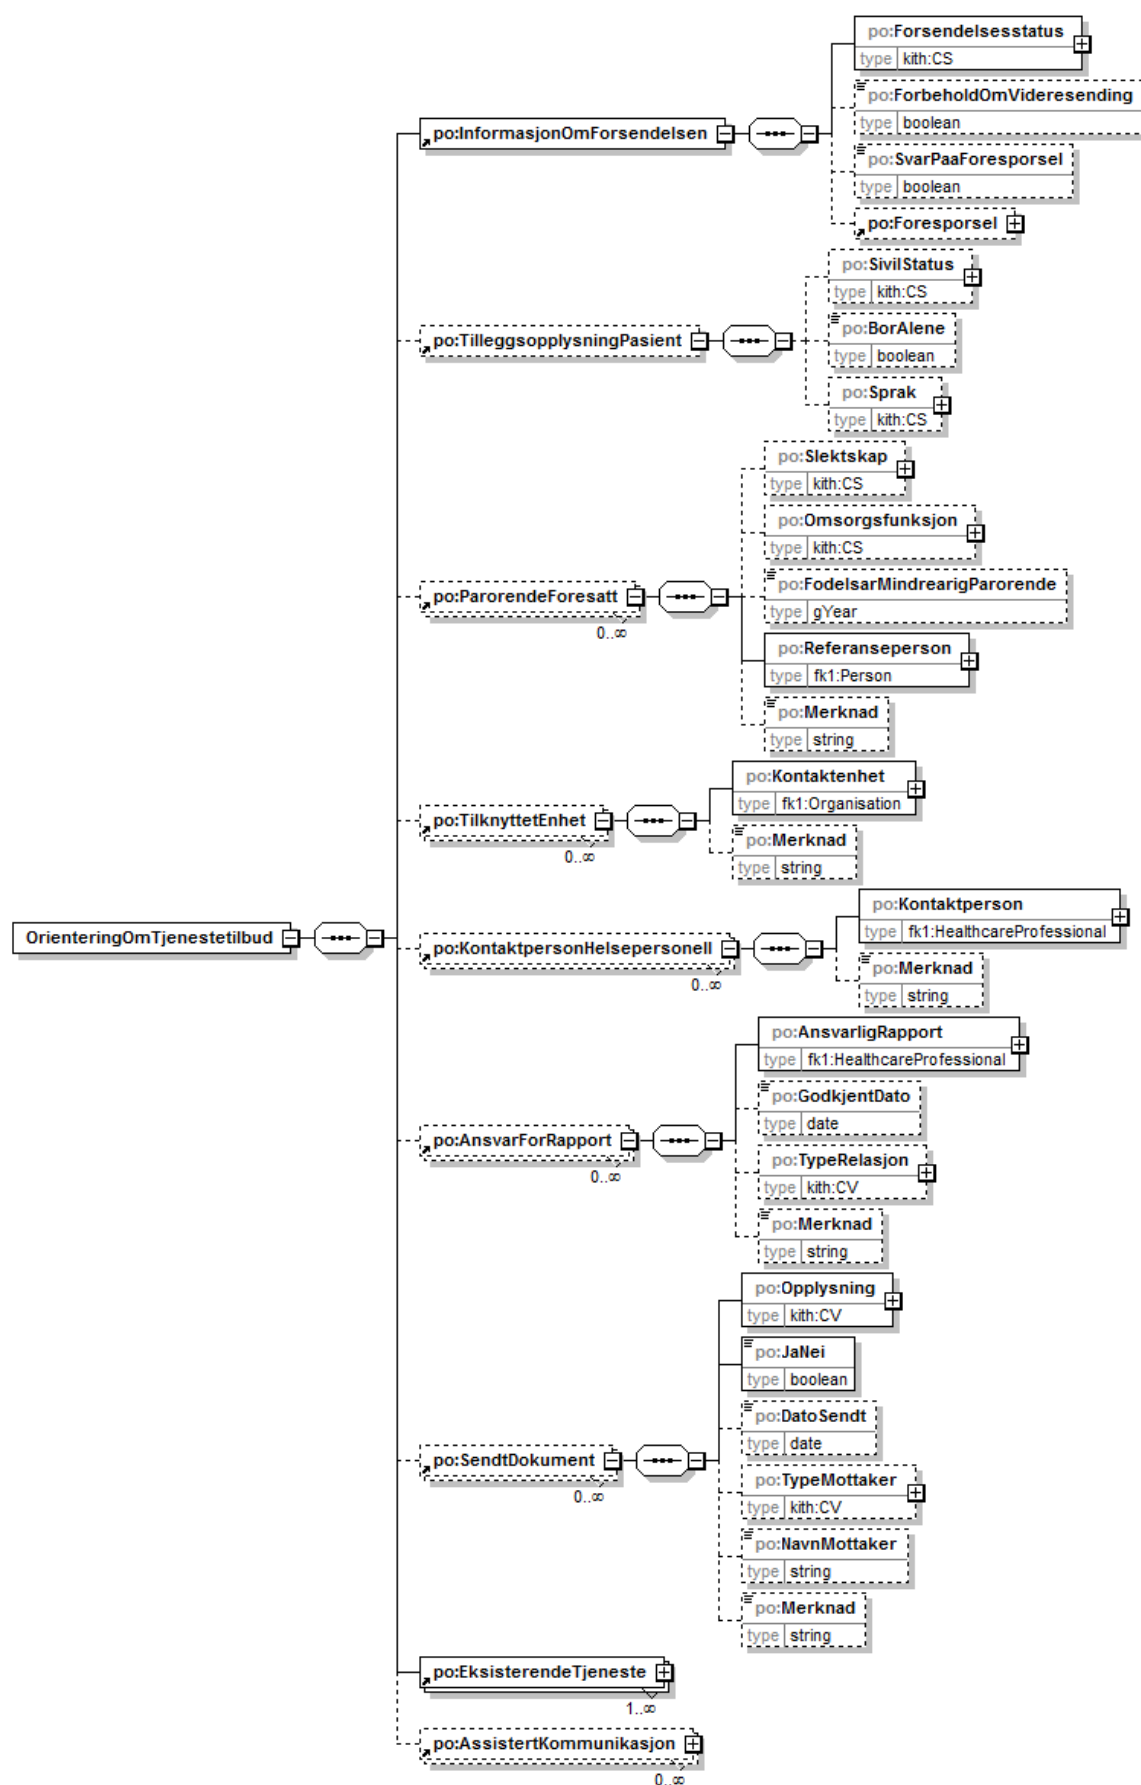 po:Forsendelsesstatus
type kith:CS
po:ForbeholdOmVideresending
type boolean
po:InformasjonOmForsendelsen
po:SvarPaaForesporsel
type boolean
po:Foresporsel
po:SivilStatus
type kith:CS
po:TilleggsopplysningPasient
po:BorAlene
type boolean
po:Sprak
type kith:CS
po:Slektskap
type kith:CS
po:Omsorgsfunksjon
type kith:CS
po:ParorendeForesatt
0..∞
po:FodelsarMindrearigParorende
type gYear
po:Referanseperson
type fk1:Person
po:Merknad
type string
po:Kontaktenhet
type fk1:Organisation
po:TilknyttetEnhet
0..∞
po:Merknad
type string
OrienteringOmTjenestetilbud
po:Kontaktperson
type fk1:HealthcareProfessional
po:KontaktpersonHelsepersonell
0..∞
po:Merknad
type string
po:AnsvarligRapport
type fk1:HealthcareProfessional
po:GodkjentDato
type date
po:AnsvarForRapport
0..∞
po:TypeRelasjon
type kith:CV
po:Merknad
type string
po:Opplysning
type kith:CV
po:JaNei
type boolean
po:DatoSendt
type date
po:SendtDokument
0..∞
po:TypeMottaker
type kith:CV
po:NavnMottaker
type string
po:Merknad
type string
po:EksisterendeTjeneste
1..∞
po:AssistertKommunikasjon
0..∞